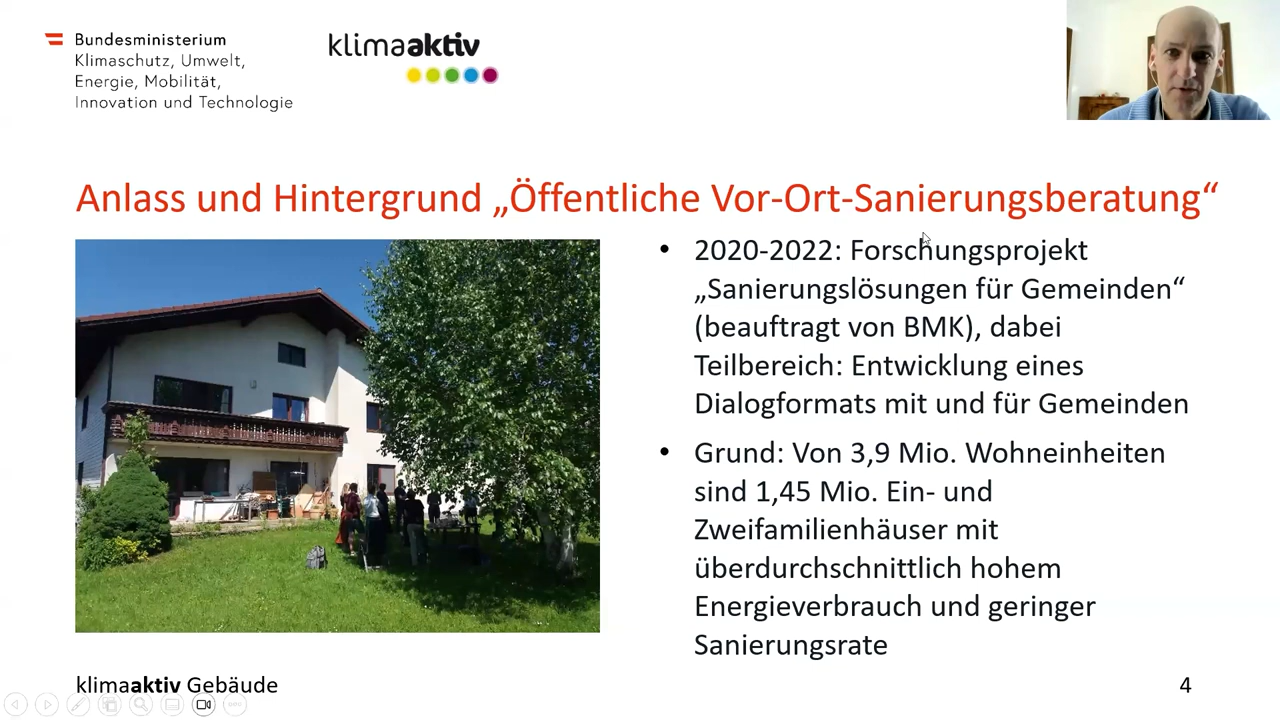 Bundesministerium
Klimaschutz, Umwelt,
Energie, Mobilität,
Innovation und Technologie
klimaaktiv
Anlass und Hintergrund „Öffentliche Vor-Ort-Sanierungsberatung“
• 2020-2022: Forschungsprojekt
„Sanierungslösungen für Gemeinden“
(beauftragt von BMK), dabei
Teilbereich: Entwicklung eines
Dialogformats mit und für Gemeinden
• Grund: Von 3,9 Mio. Wohneinheiten
sind 1,45 Mio. Ein- und
Zweifamilienhäuser mit
überdurchschnittlich hohem
Energieverbrauch und geringer
Sanierungsrate
klimaaktiv Gebäude
4